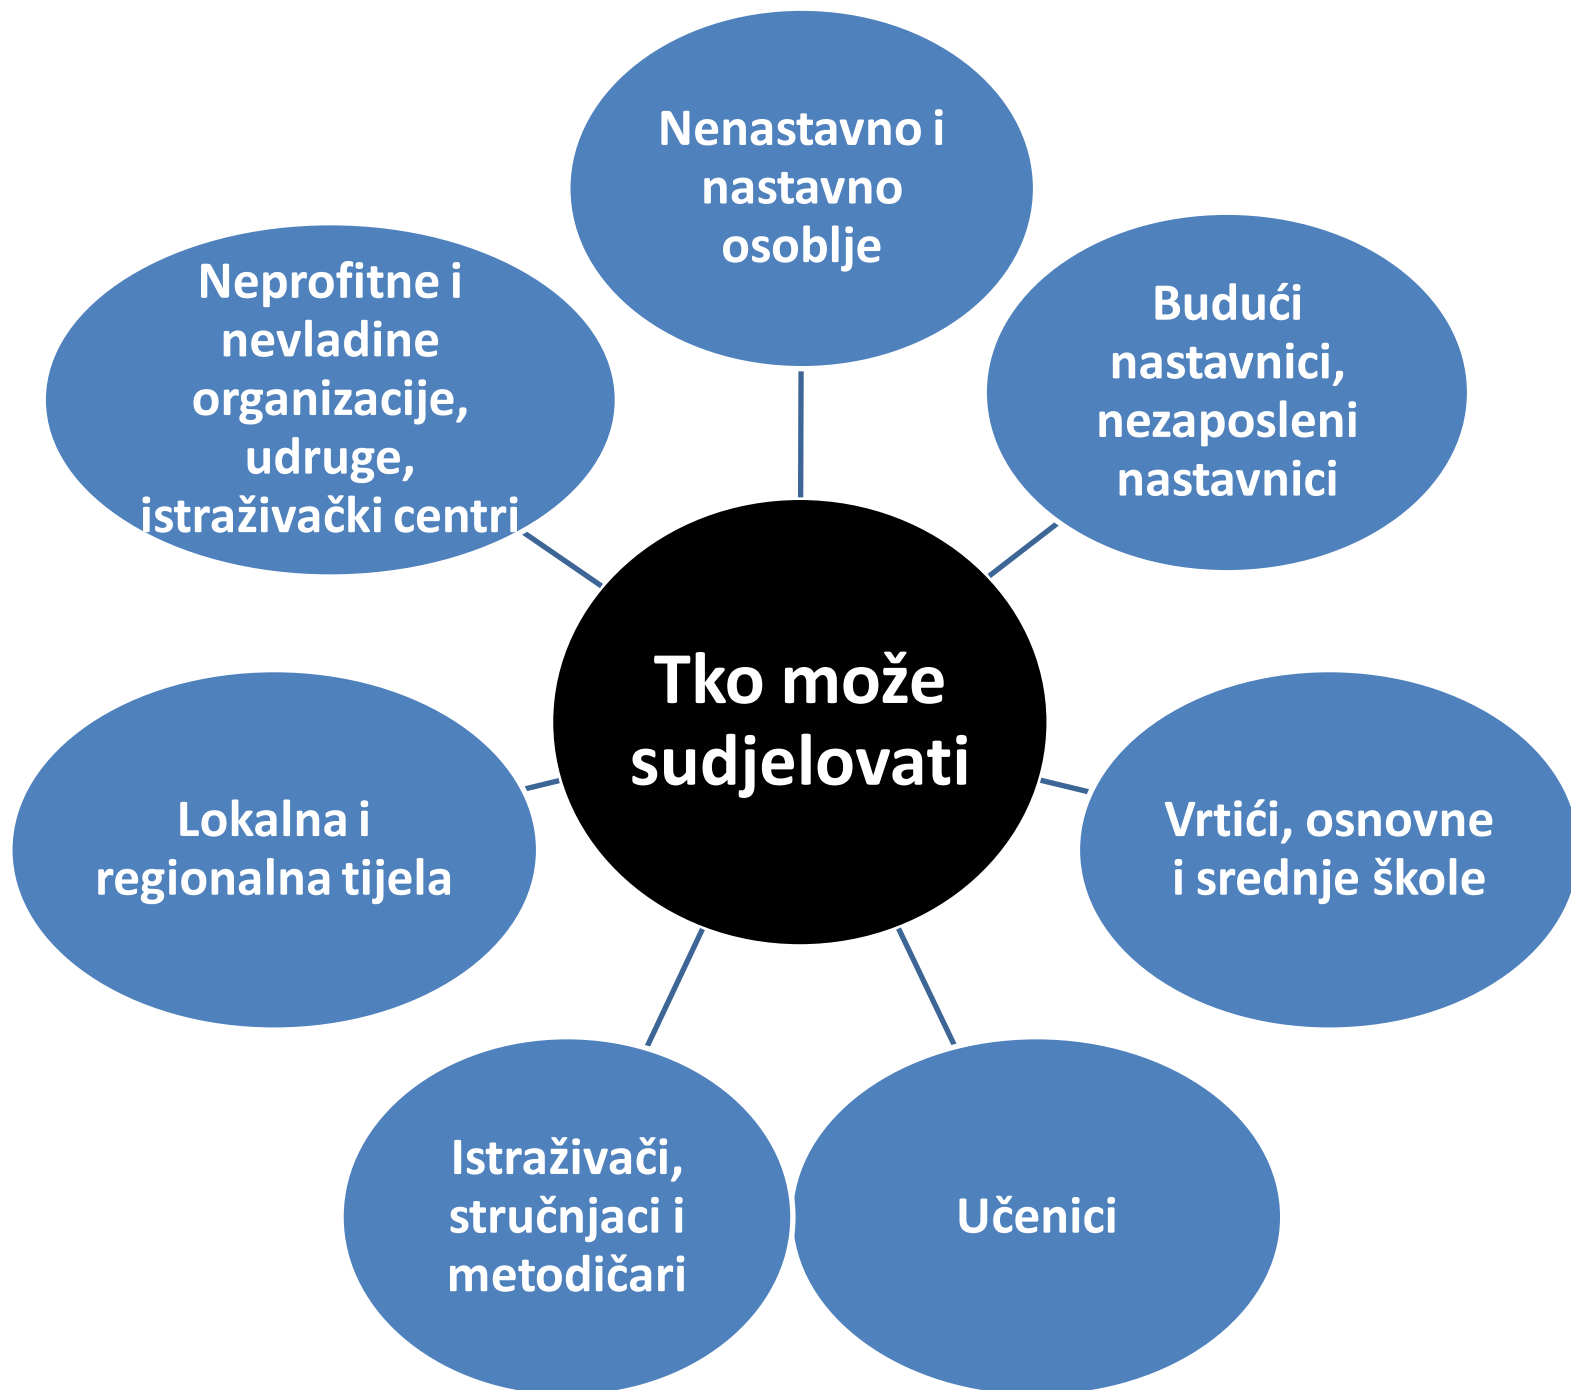 Nenastavno i
nastavno
osoblje
Budući
nastavnici,
nezaposleni
nastavnici
Vrtići, osnovne
i srednje škole
Učenici
Istraživači,
stručnjaci i
metodičari
Lokalna i
regionalna tijela
Neprofitne i
nevladine
organizacije,
udruge,
istraživački centri
Tko može
sudjelovati